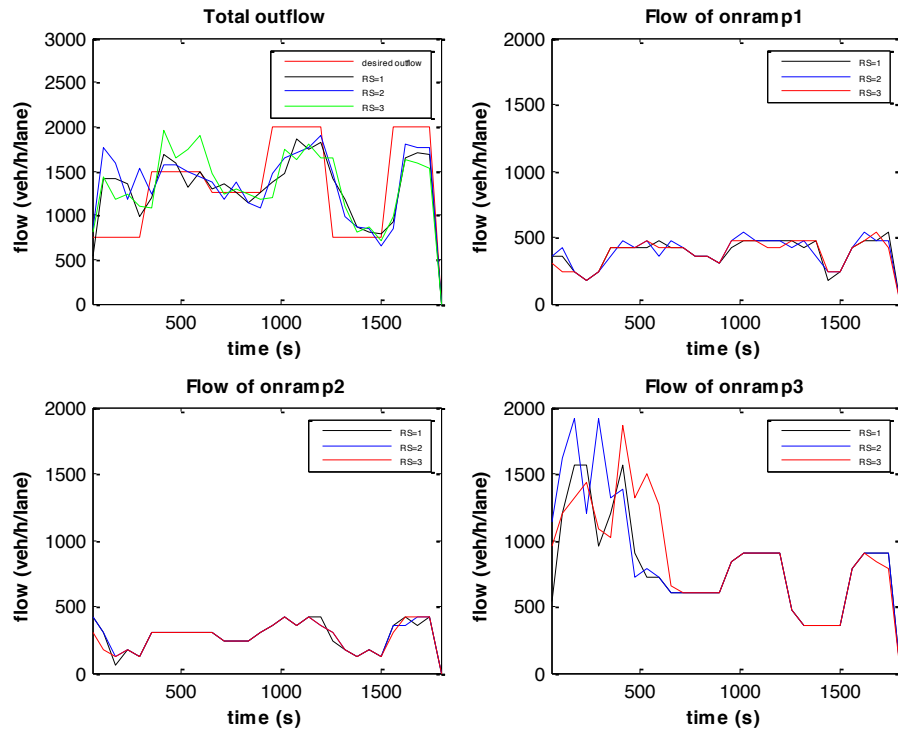 Total outflow
3000
2500
2000
1500
1000
500
0
flow (veh/h/lane)
desired outflow
RS=1
RS=2
RS=3
500
1000
1500
time (s)
Flow of onramp1
2000
1500
1000
500
0
flow (veh/h/lane)
RS=1
RS=2
RS=3
500
1000
1500
time (s)
Flow of onramp2
2000
1500
1000
500
0
flow (veh/h/lane)
RS=1
RS=2
RS=3
500
1000
1500
time (s)
Flow of onramp3
2000
1500
1000
500
0
flow (veh/h/lane)
RS=1
RS=2
RS=3
500
1000
1500
time (s)